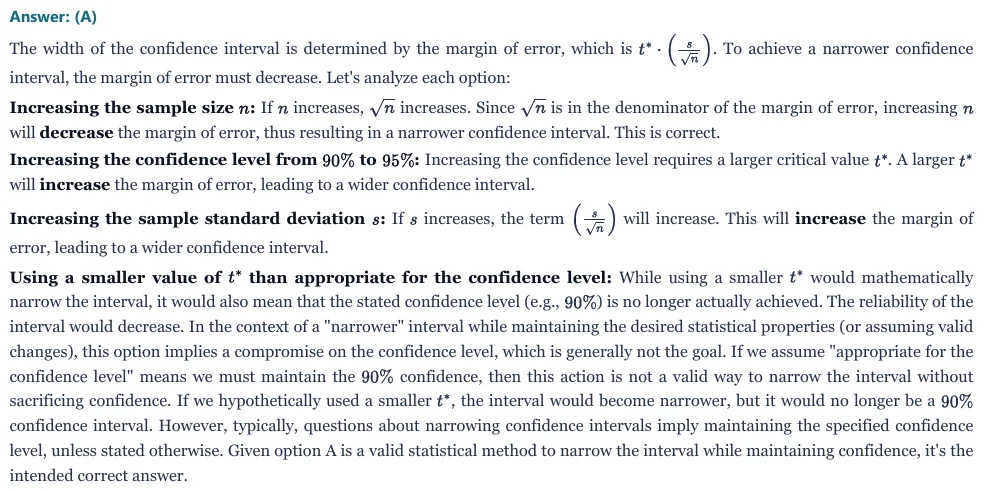 Answer: (A)
The width of the confidence interval is determined by the margin of error, which is t* · (s/√n). To achieve a narrower confidence
interval, the margin of error must decrease. Let's analyze each option:
Increasing the sample size n: If n increases, √n increases. Since √n is in the denominator of the margin of error, increasing n
will decrease the margin of error, thus resulting in a narrower confidence interval. This is correct.
Increasing the confidence level from 90% to 95%: Increasing the confidence level requires a larger critical value t*. A larger t*
will increase the margin of error, leading to a wider confidence interval.
Increasing the sample standard deviation s: If s increases, the term (s/√n) will increase. This will increase the margin of
error, leading to a wider confidence interval.
Using a smaller value of t* than appropriate for the confidence level: While using a smaller t* would mathematically
narrow the interval, it would also mean that the stated confidence level (e.g., 90%) is no longer actually achieved. The reliability of the
interval would decrease. In the context of a "narrower" interval while maintaining the desired statistical properties (or assuming valid
changes), this option implies a compromise on the confidence level, which is generally not the goal. If we assume "appropriate for the
confidence level" means we must maintain the 90% confidence, then this action is not a valid way to narrow the interval without
sacrificing confidence. If we hypothetically used a smaller t*, the interval would become narrower, but it would no longer be a 90%
confidence interval. However, typically, questions about narrowing confidence intervals imply maintaining the specified confidence
level, unless stated otherwise. Given option A is a valid statistical method to narrow the interval while maintaining confidence, it's the
intended correct answer.